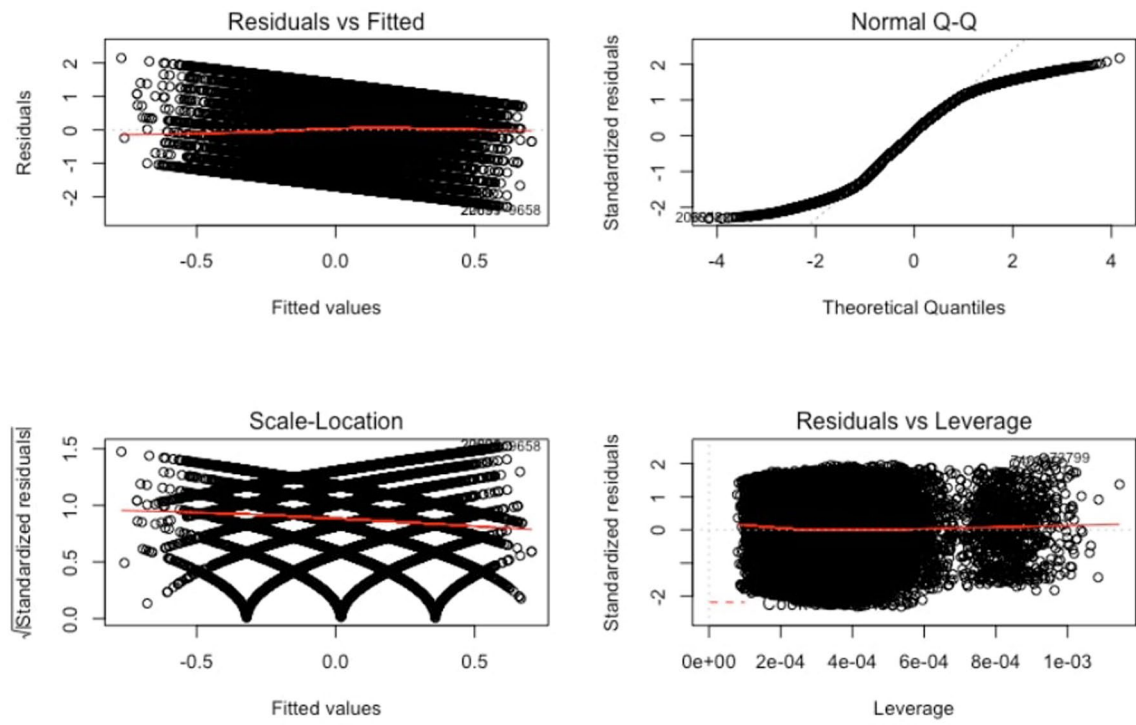 Residuals vs Fitted
Residuals
2
1
0
-1
-2
9658
-0.5
0.0
0.5
Fitted values
Normal Q-Q
Standardized residuals
2
1
0
-1
-2
-4
-2
0
2
4
Theoretical Quantiles
Scale-Location
√|Standardized residuals|
1.5
1.0
0.5
0.0
9658
-0.5
0.0
0.5
Fitted values
Residuals vs Leverage
Standardized residuals
2
1
0
-2
0e+00
2e-04
4e-04
6e-04
8e-04
1e-03
Leverage